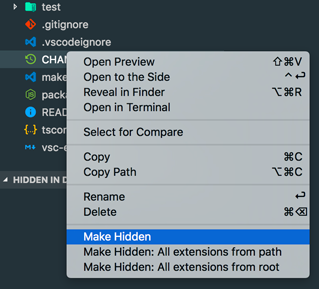 test
.gitignore
.vscodeignore
CHAN
Open Preview ⇧⌘V
make
Open to the Side ⌃↩
packa
Reveal in Finder ⌥⌘R
READ
Open in Terminal
tscon
Select for Compare
vsc-e
Copy ⌘C
Copy Path ⌥⌘C
HIDDEN IN D
Rename ↩
Delete ⌘⌫
Make Hidden
Make Hidden: All extensions from path
Make Hidden: All extensions from root